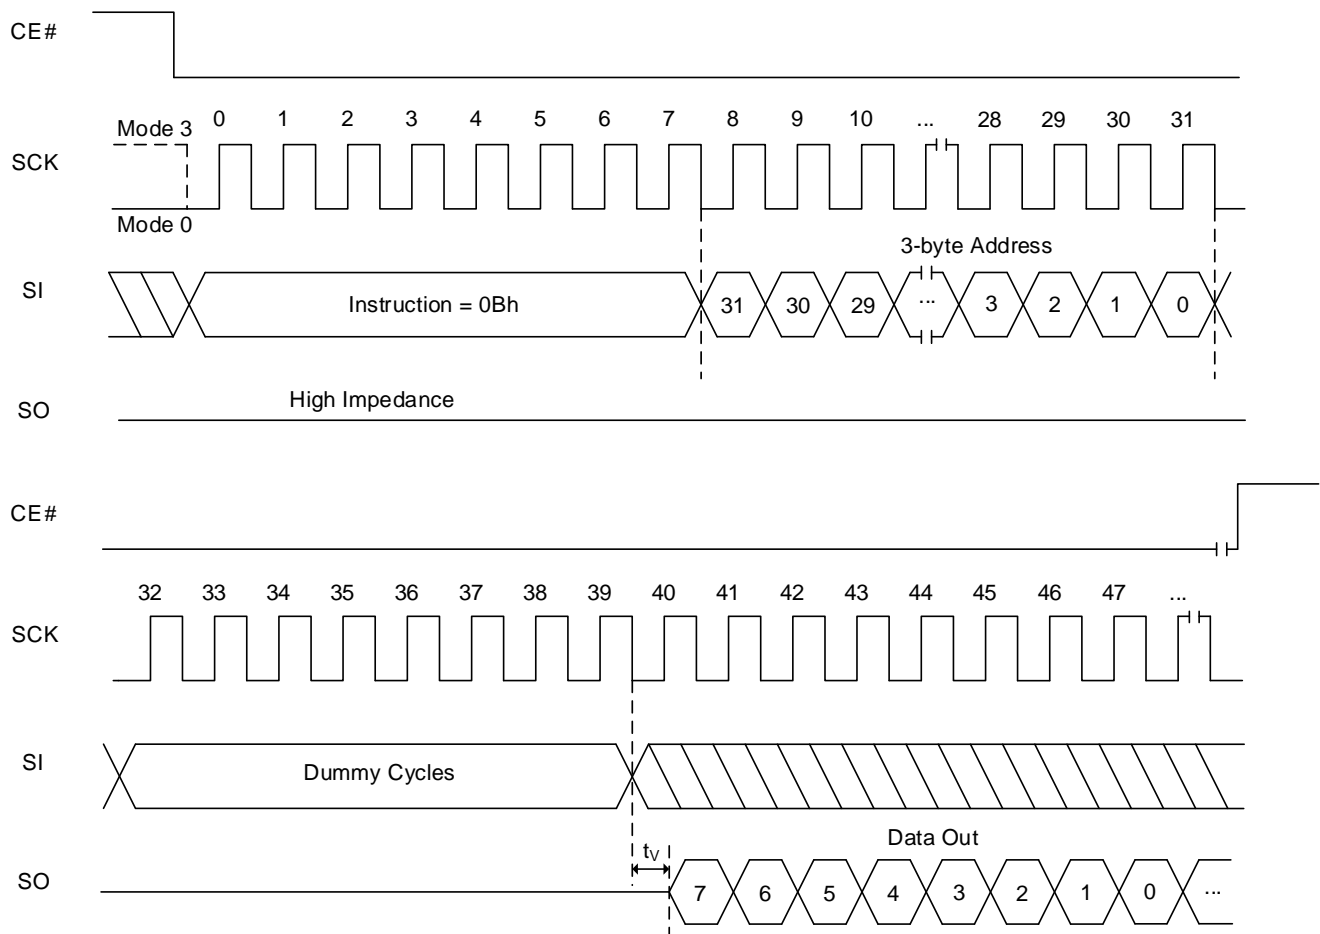 CE#
Mode 3 0 1 2 3 4 5 6 7 8 9 10 ... 28 29 30 31
SCK
Mode 0
3-byte Address
SI Instruction = 0Bh 31 30 29 ... 3 2 1 0
SO High Impedance
CE#
32 33 34 35 36 37 38 39 40 41 42 43 44 45 46 47 ...
SCK
SI Dummy Cycles
Data Out
tV
SO 7 6 5 4 3 2 1 0 ...